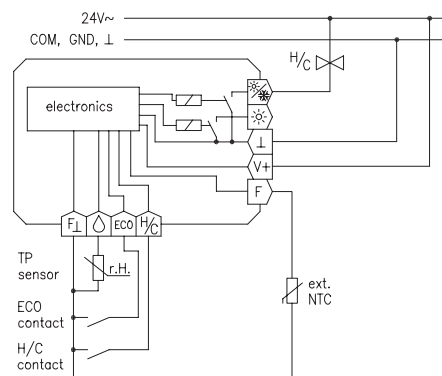 24V~
COM, GND, ⊥
H/C
electronics
⊥
V+
F
F⊥
ECO
H/C
TP
sensor
r.H.
ext.
NTC
ECO
contact
H/C
contact